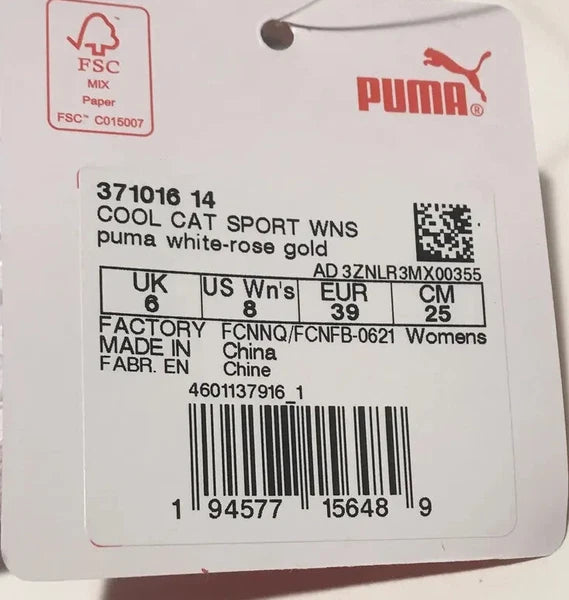 FSC
MIX
Paper
FSC™ C015007
PUMA®
371016 14
COOL CAT SPORT WNS
puma white-rose gold
AD 3ZNLR3MX00355
UK US Wn's EUR CM
6 8 39 25
FACTORY FCNNQ/FCNFB-0621 Womens
MADE IN China
FABR. EN Chine
4601137916_1
1 94577 15648 9